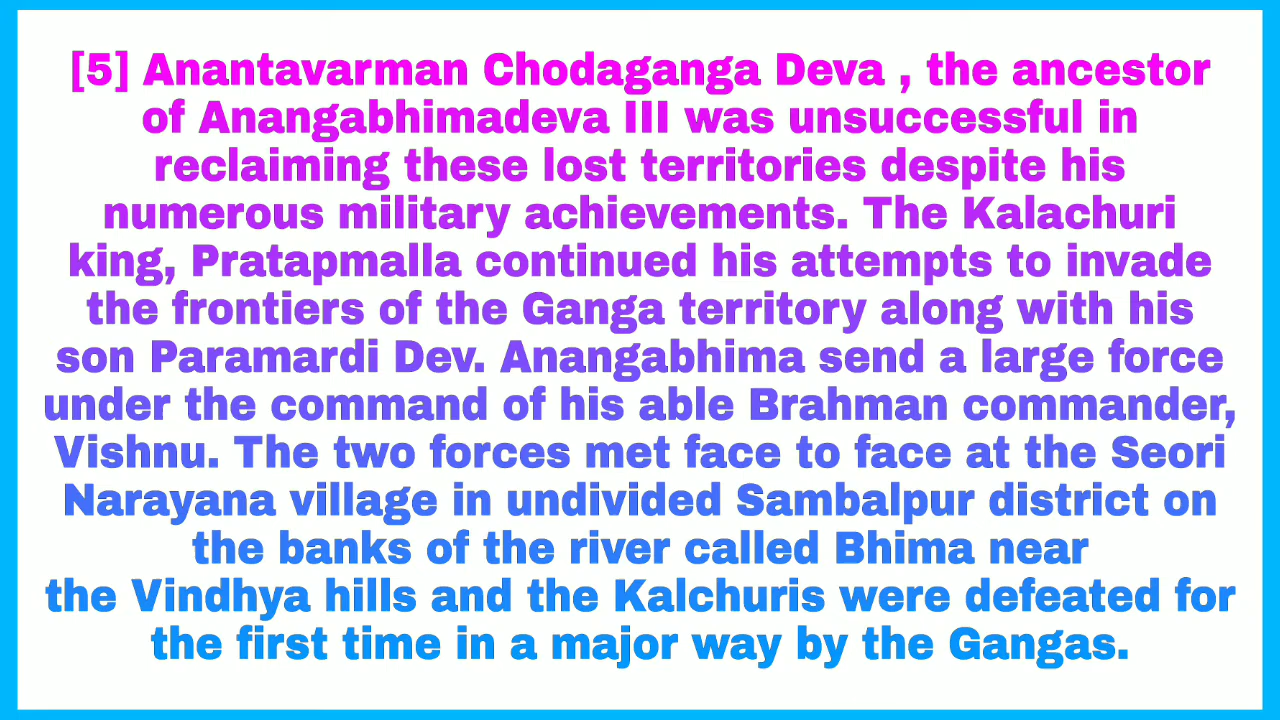 [5] Anantavarman Chodaganga Deva , the ancestor
of Anangabhimadeva III was unsuccessful in
reclaiming these lost territories despite his
numerous military achievements. The Kalachuri
king, Pratapmalla continued his attempts to invade
the frontiers of the Ganga territory along with his
son Paramardi Dev. Anangabhima send a large force
under the command of his able Brahman commander,
Vishnu. The two forces met face to face at the Seori
Narayana village in undivided Sambalpur district on
the banks of the river called Bhima near
the Vindhya hills and the Kalchuris were defeated for
the first time in a major way by the Gangas.